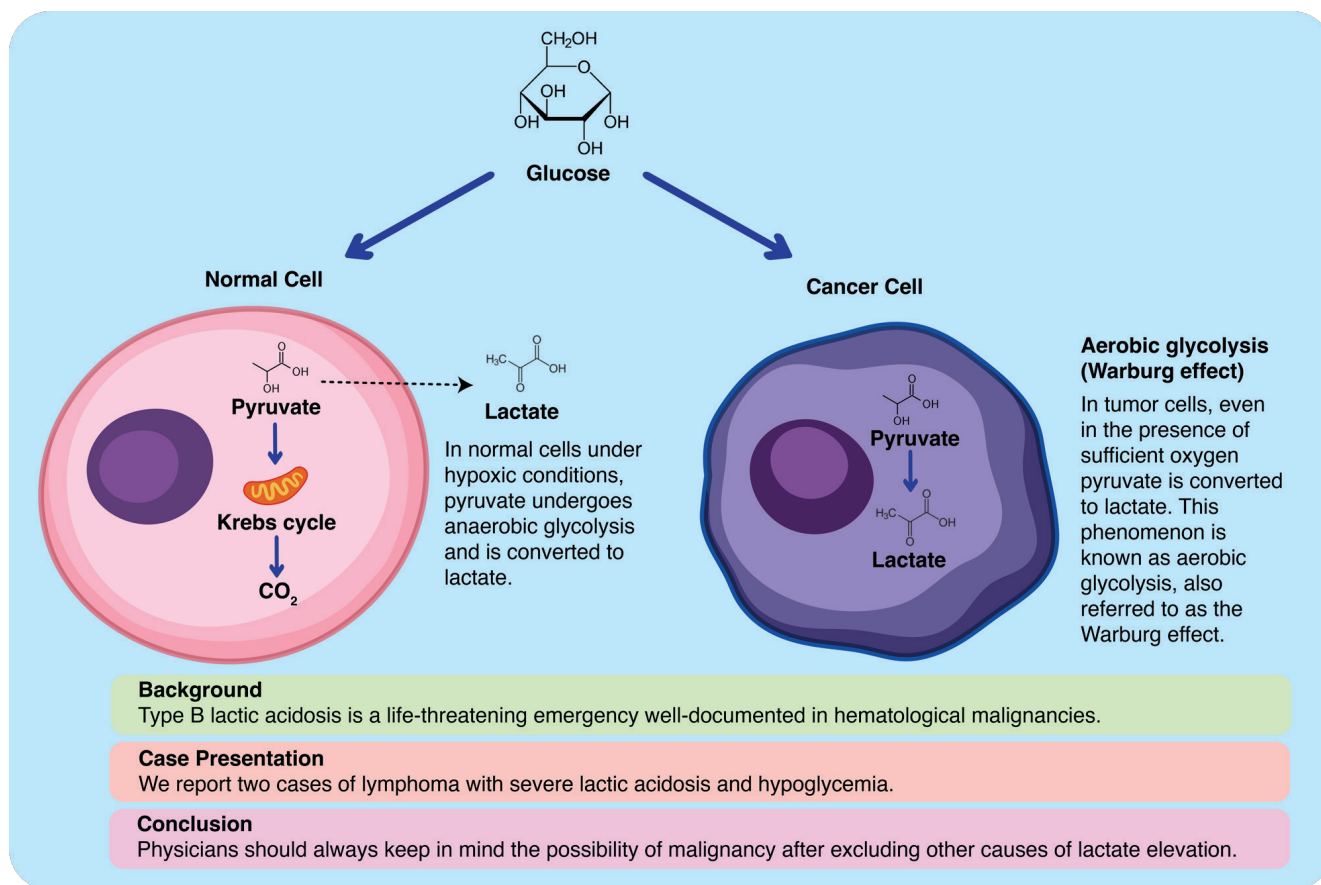 CH2OH
O
OH
OH
OH
OH
Glucose
Normal Cell
Cancer Cell
O
OH
OH
Pyruvate
Krebs cycle
CO2
O
H3C
OH
O
Lactate
In normal cells under
hypoxic conditions,
pyruvate undergoes
anaerobic glycolysis
and is converted to
lactate.
O
OH
OH
Pyruvate
O
H3C
OH
O
Lactate
Aerobic glycolysis
(Warburg effect)
In tumor cells, even
in the presence of
sufficient oxygen
pyruvate is converted
to lactate. This
phenomenon is
known as aerobic
glycolysis, also
referred to as the
Warburg effect.
Background
Type B lactic acidosis is a life-threatening emergency well-documented in hematological malignancies.
Case Presentation
We report two cases of lymphoma with severe lactic acidosis and hypoglycemia.
Conclusion
Physicians should always keep in mind the possibility of malignancy after excluding other causes of lactate elevation.